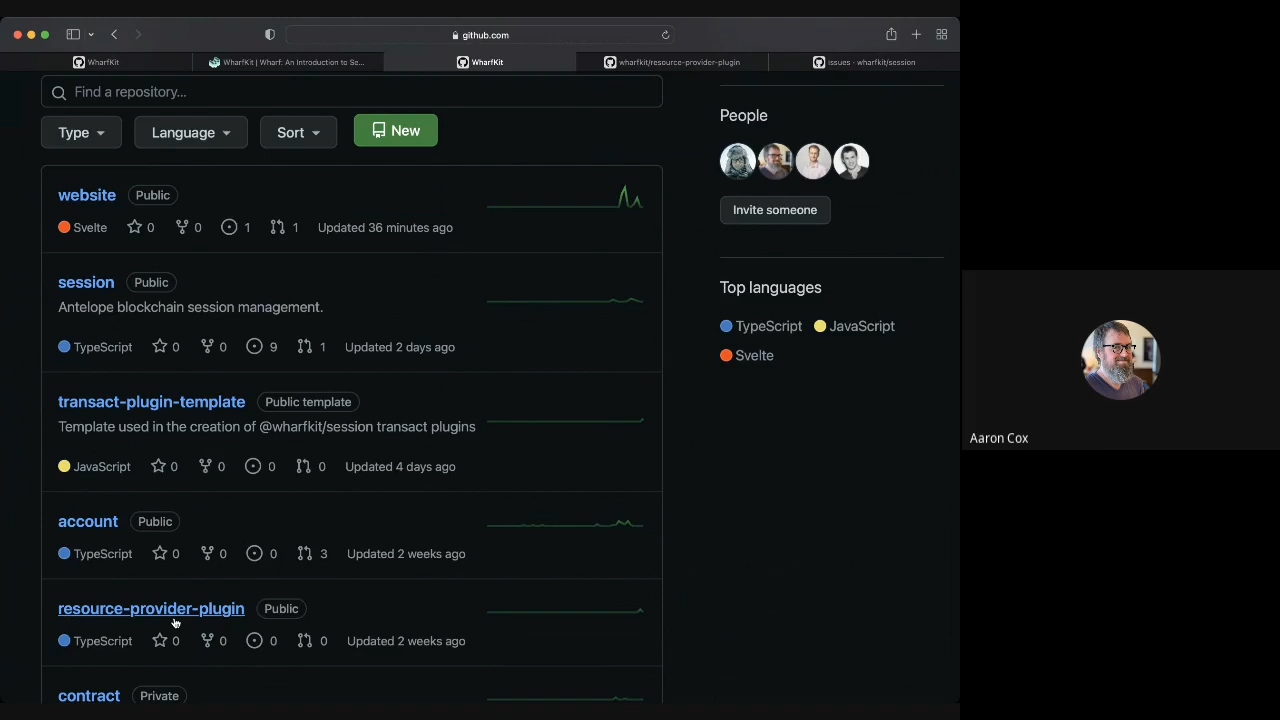 github.com
WharfKit
WharfKit | Wharf: An Introduction to Se...
WharfKit
wharfkit/resource-provider-plugin
Issues · wharfkit/session
Find a repository...
Type
Language
Sort
New
website
Public
Svelte 0 0 1 1 Updated 36 minutes ago
session
Public
Antelope blockchain session management.
TypeScript 0 0 9 1 Updated 2 days ago
transact-plugin-template
Public template
Template used in the creation of @wharfkit/session transact plugins
JavaScript 0 0 0 0 Updated 4 days ago
account
Public
TypeScript 0 0 0 3 Updated 2 weeks ago
resource-provider-plugin
Public
TypeScript 0 0 0 0 Updated 2 weeks ago
contract
Private
People
Invite someone
Top languages
TypeScript JavaScript
Svelte
Aaron Cox